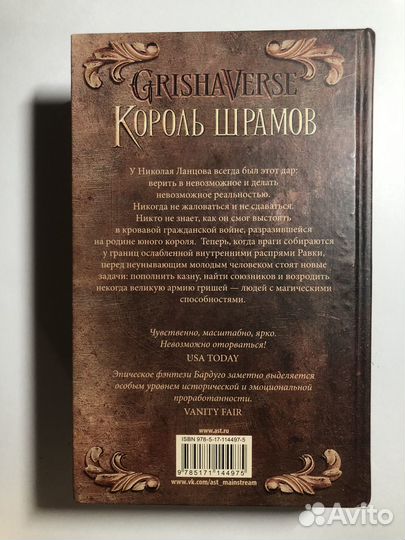 GRISHAVERSE
КОРОЛЬ ШРАМОВ
У Николая Ланцова всегда был этот дар:
верить в невозможное и делать
невозможное реальностью.
Никогда не жаловаться и не сдаваться.
Никто не знает, как он смог выстоять
в кровавой гражданской войне, разразившейся
на родине юного короля. Теперь, когда враги собираются
у границ ослабленной внутренними распрями Равки,
перед неунывающим молодым человеком стоят новые
задачи: пополнить казну, найти союзников и возродить
некогда великую армию гришей — людей с магическими
способностями.
Чувственно, масштабно, ярко.
Невозможно оторваться!
USA TODAY
Эпическое фэнтези Бардуго заметно выделяется
особым уровнем исторической и эмоциональной
проработанности.
VANITY FAIR
www.ast.ru
ISBN 978-5-17-114497-5
9 785171 144975
www.vk.com/ast_mainstream
Avito